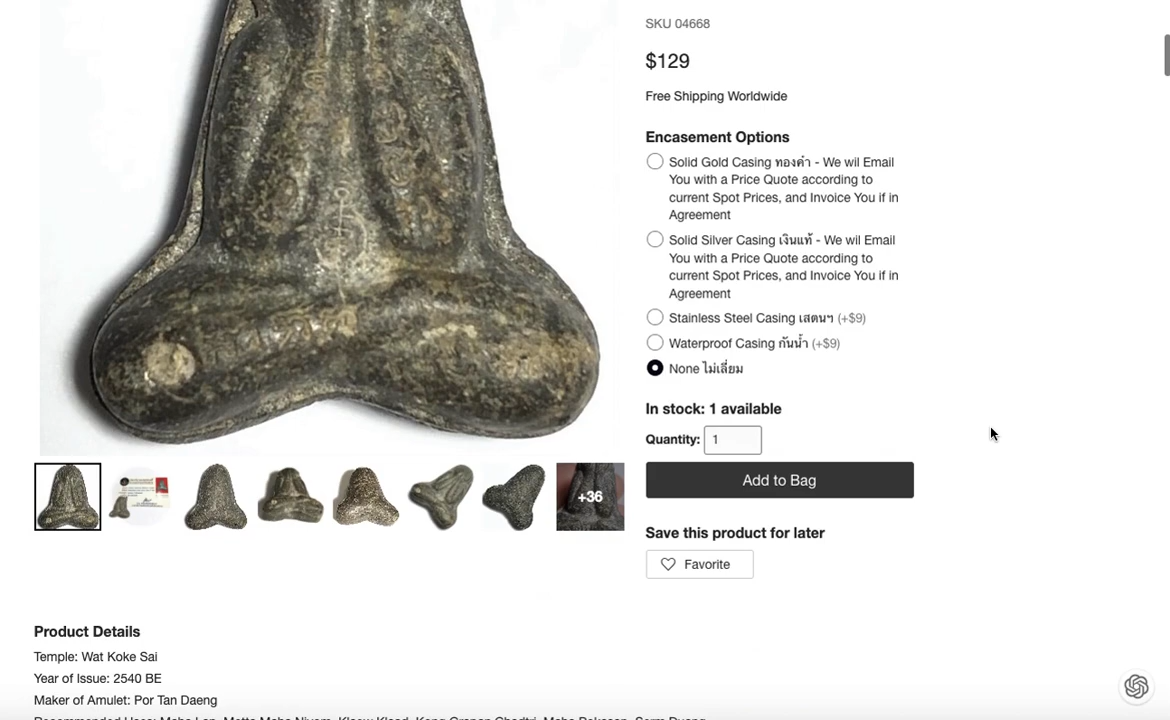 SKU 04668
$129
Free Shipping Worldwide
Encasement Options
Solid Gold Casing ทองคำ - We wil Email
You with a Price Quote according to
current Spot Prices, and Invoice You if in
Agreement
Solid Silver Casing เงินแท้ - We wil Email
You with a Price Quote according to
current Spot Prices, and Invoice You if in
Agreement
Stainless Steel Casing เสตนฯ (+$9)
Waterproof Casing กันน้ำ (+$9)
None ไม่เลี่ยม
In stock: 1 available
Quantity: 1
Add to Bag
+36
Save this product for later
Favorite
Product Details
Temple: Wat Koke Sai
Year of Issue: 2540 BE
Maker of Amulet: Por Tan Daeng